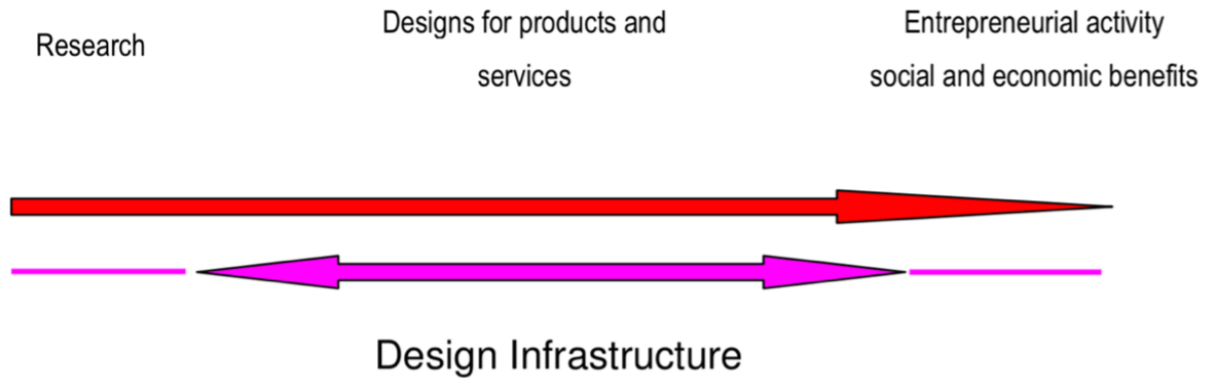 Research
Designs for products and
services
Entrepreneurial activity
social and economic benefits
Design Infrastructure